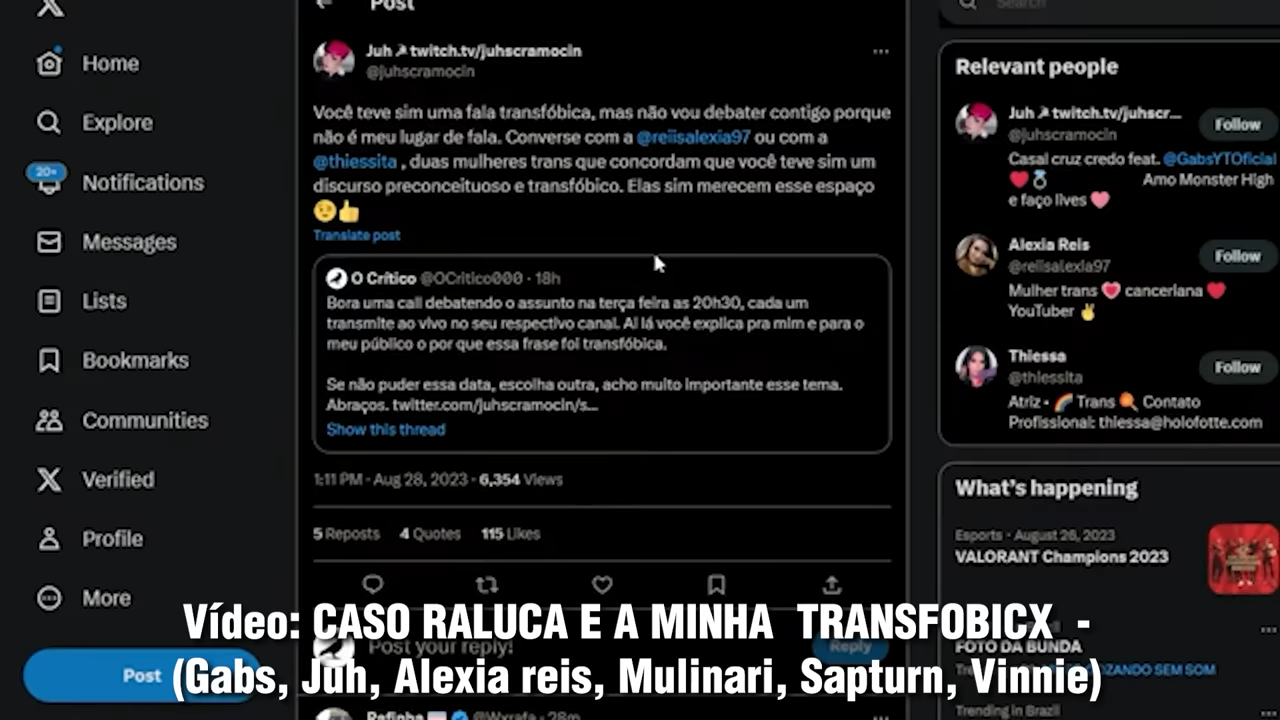 Post
Search
Home
Explore
20+
Notifications
Messages
Lists
Bookmarks
Communities
Verified
Profile
More
Post
Juh twitch.tv/juhscramocin
@juhscramocin
Você teve sim uma fala transfóbica, mas não vou debater contigo porque
não é meu lugar de fala. Converse com a @reiisalexia97 ou com a
@thiessita , duas mulheres trans que concordam que você teve sim um
discurso preconceituoso e transfóbico. Elas sim merecem esse espaço
Translate post
O Crítico @OCritico000 · 18h
Bora uma call debatendo o assunto na terça feira as 20h30, cada um
transmite ao vivo no seu respectivo canal. Aí lá você explica pra mim e para o
meu público o por que essa frase foi transfóbica.
Se não puder essa data, escolha outra, acho muito importante esse tema.
Abraços. twitter.com/juhscramocin/s...
Show this thread
1:11 PM · Aug 28, 2023 · 6,354 Views
5 Reposts 4 Quotes 115 Likes
Post your reply!
Reply
Rafinha @Wyrafa · 26m
Relevant people
Juh twitch.tv/juhscr...
@juhscramocin
Follow
Casal cruz credo feat. @GabsYTOficial
Amo Monster High
e faço lives
Alexia Reis
@reiisalexia97
Follow
Mulher trans canceriana
YouTuber
Thiessa
@thiessita
Follow
Atriz • Trans Contato
Profissional: thiessa@holofotte.com
What's happening
Esports · August 26, 2023
VALORANT Champions 2023
FOTO DA BUNDA
OZANDO SEM SOM
Trending in Brazil
Vídeo: CASO RALUCA E A MINHA TRANSFOBICX -
(Gabs, Juh, Alexia reis, Mulinari, Sapturn, Vinnie)